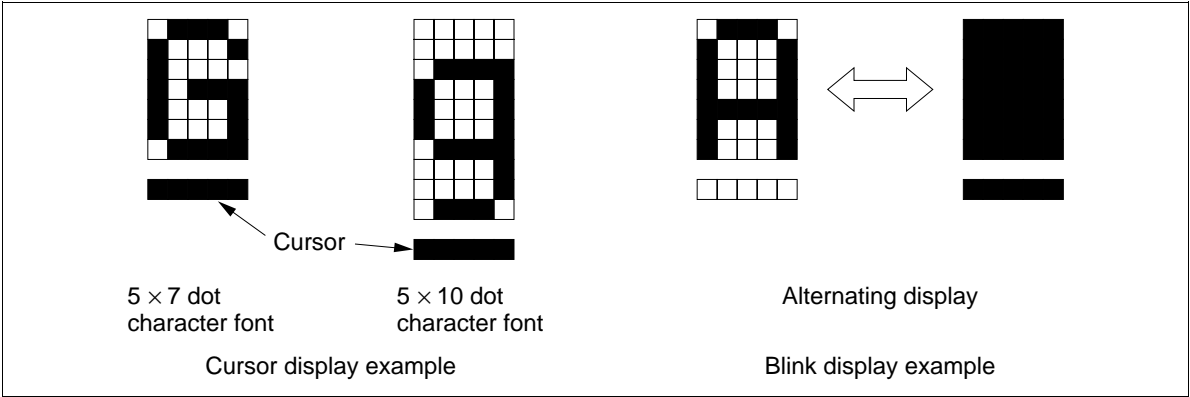 Cursor
5 × 7 dot
character font
5 × 10 dot
character font
Alternating display
Cursor display example
Blink display example